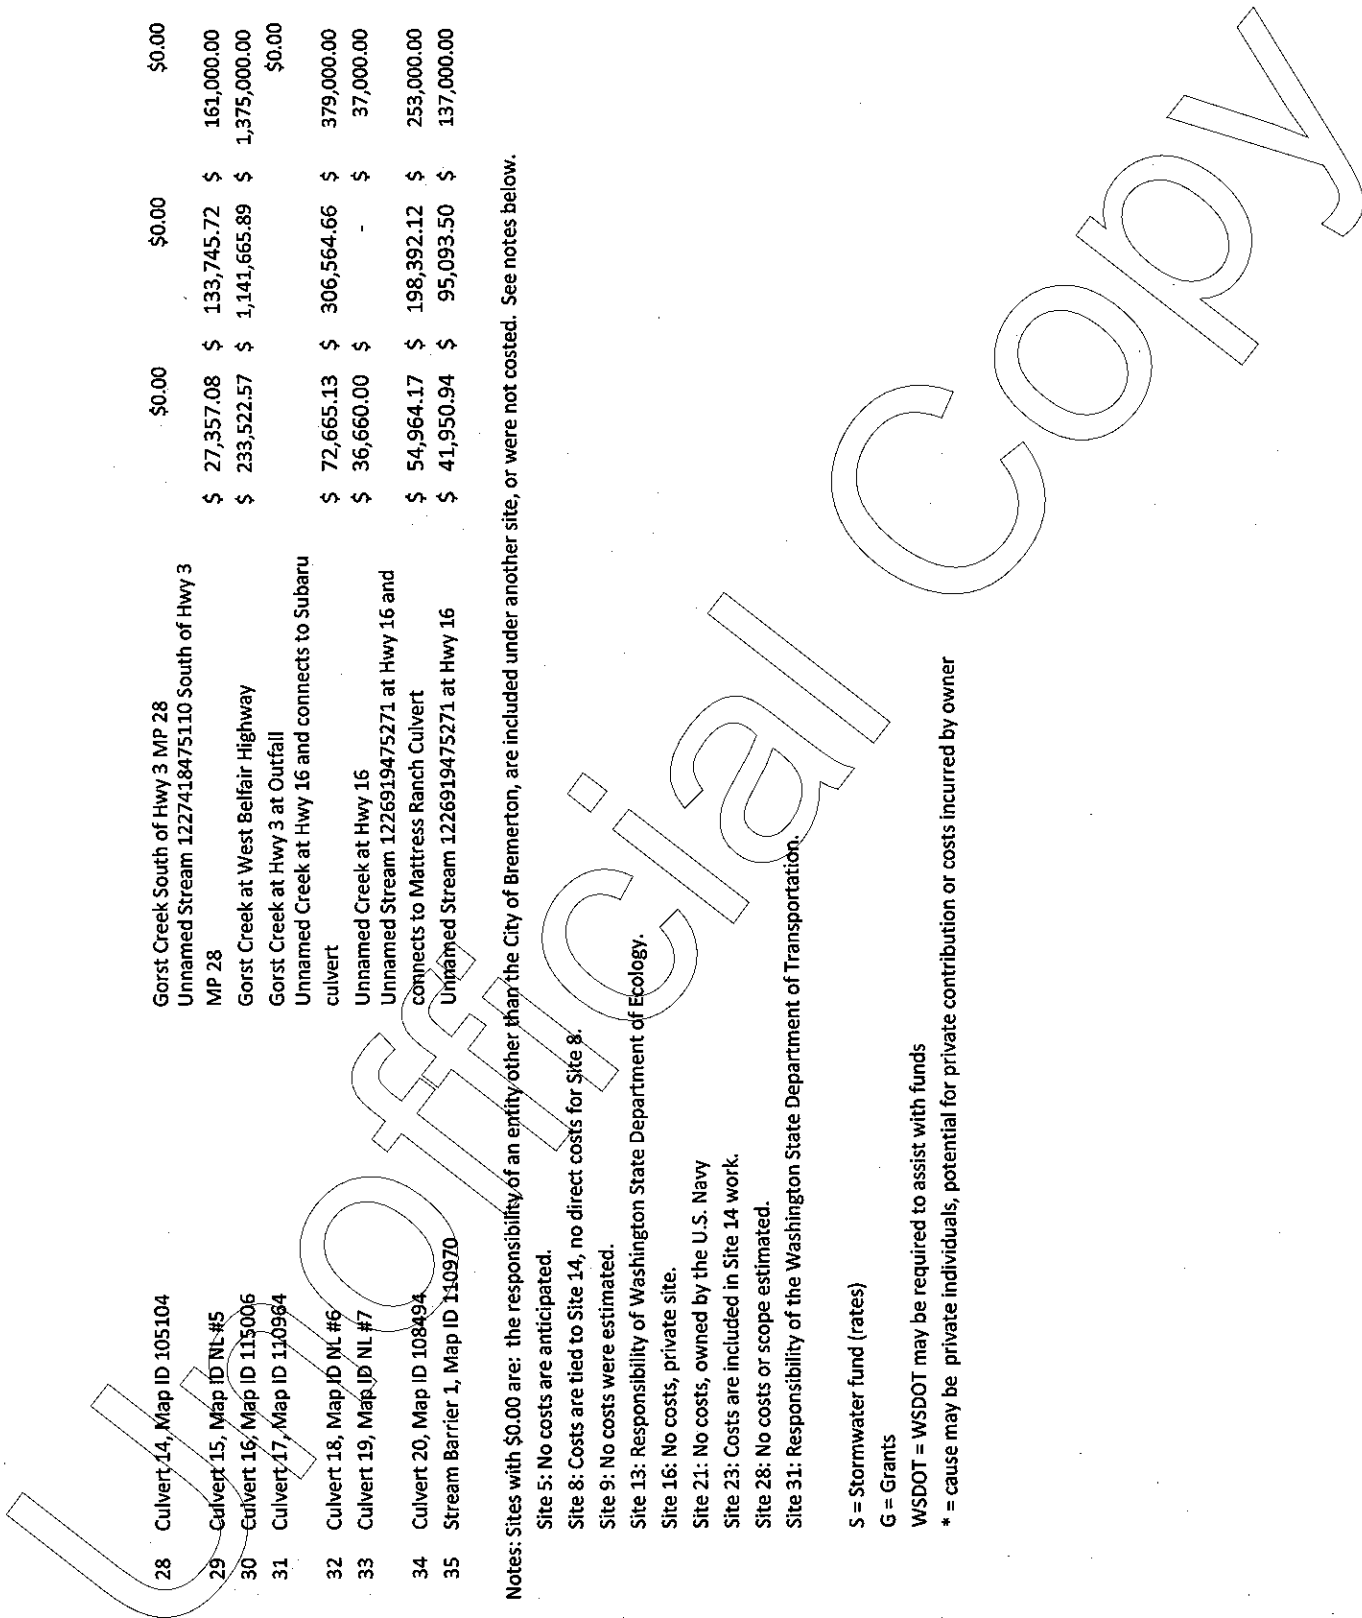 28 Culvert 14, Map ID 105104 Gorst Creek South of Hwy 3 MP 28 $0.00 $0.00 $0.00
Unnamed Stream 1227418475110 South of Hwy 3
29 Culvert 15, Map ID NL #5 MP 28 $ 27,357.08 $ 133,745.72 $ 161,000.00
30 Culvert 16, Map ID 115006 Gorst Creek at West Belfair Highway $ 233,522.57 $ 1,141,665.89 $ 1,375,000.00
31 Culvert 17, Map ID 110964 Gorst Creek at Hwy 3 at Outfall $0.00
Unnamed Creek at Hwy 16 and connects to Subaru
32 Culvert 18, Map ID NL #6 culvert $ 72,665.13 $ 306,564.66 $ 379,000.00
33 Culvert 19, Map ID NL #7 Unnamed Creek at Hwy 16 $ 36,660.00 $ - $ 37,000.00
Unnamed Stream 1226919475271 at Hwy 16 and
34 Culvert 20, Map ID 108494 connects to Mattress Ranch Culvert $ 54,964.17 $ 198,392.12 $ 253,000.00
35 Stream Barrier 1, Map ID 110970 Unnamed Stream 1226919475271 at Hwy 16 $ 41,950.94 $ 95,093.50 $ 137,000.00
Notes: Sites with $0.00 are: the responsibility of an entity other than the City of Bremerton, are included under another site, or were not costed. See notes below.
Site 5: No costs are anticipated.
Site 8: Costs are tied to Site 14, no direct costs for Site 8.
Site 9: No costs were estimated.
Site 13: Responsibility of Washington State Department of Ecology.
Site 16: No costs, private site.
Site 21: No costs, owned by the U.S. Navy
Site 23: Costs are included in Site 14 work.
Site 28: No costs or scope estimated.
Site 31: Responsibility of the Washington State Department of Transportation.
S = Stormwater fund (rates)
G = Grants
WSDOT = WSDOT may be required to assist with funds
* = cause may be private individuals, potential for private contribution or costs incurred by owner
Unofficial Copy